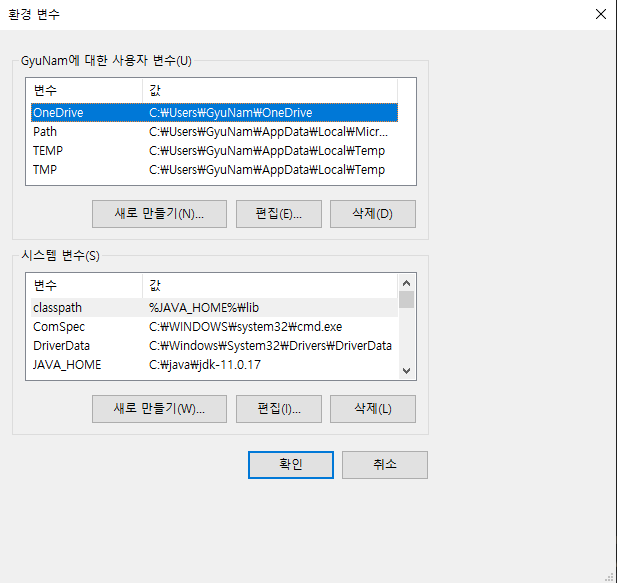 환경 변수
GyuNam에 대한 사용자 변수(U)
변수 값
OneDrive C:₩Users₩GyuNam₩OneDrive
Path C:₩Users₩GyuNam₩AppData₩Local₩Micr...
TEMP C:₩Users₩GyuNam₩AppData₩Local₩Temp
TMP C:₩Users₩GyuNam₩AppData₩Local₩Temp
새로 만들기(N)... 편집(E)... 삭제(D)
시스템 변수(S)
변수 값
classpath %JAVA_HOME%₩lib
ComSpec C:₩WINDOWS₩system32₩cmd.exe
DriverData C:₩Windows₩System32₩Drivers₩DriverData
JAVA_HOME C:₩java₩jdk-11.0.17
새로 만들기(W)... 편집(I)... 삭제(L)
확인 취소